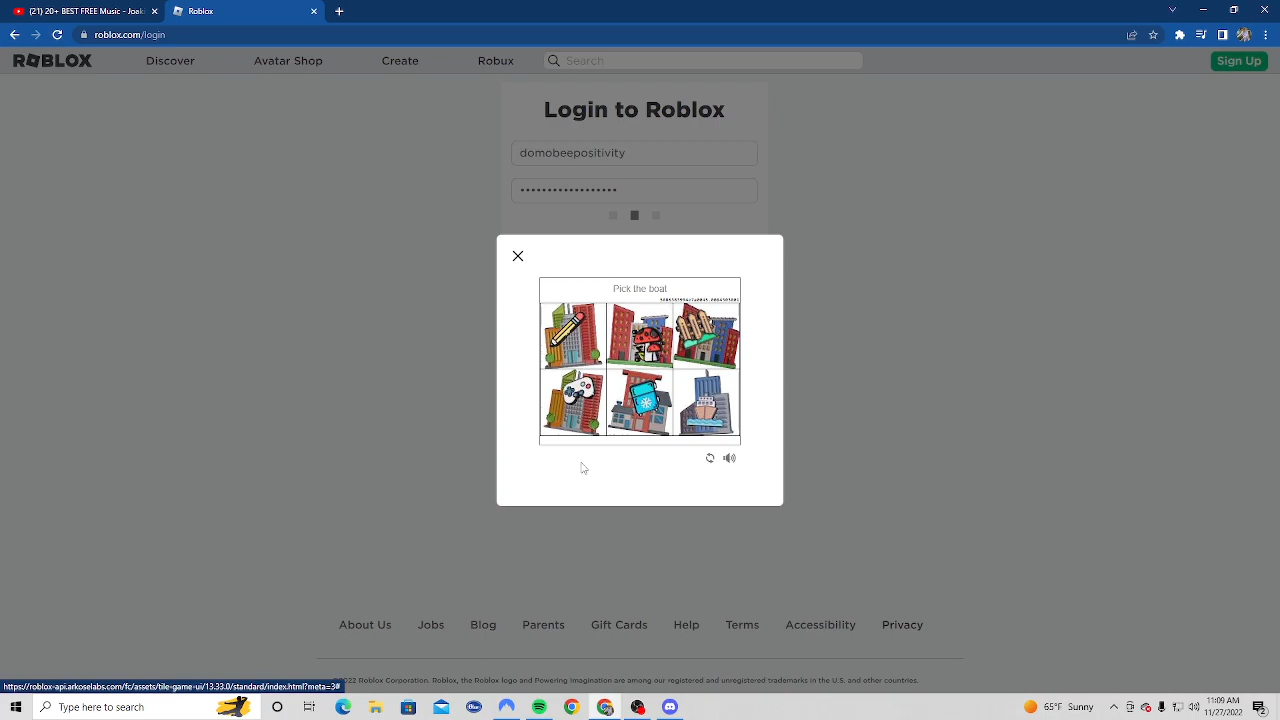 (2) 20+ BEST FREE Music - Joaki
Roblox
roblox.com/login
ROBLOX
Discover
Avatar Shop
Create
Robux
Search
Sign Up
Login to Roblox
domobeepositivity
Pick the boat
About Us
Jobs
Blog
Parents
Gift Cards
Help
Terms
Accessibility
Privacy
2022 Roblox Corporation. Roblox, the Roblox logo and Powering Imagination are among our registered and unregistered trademarks in the U.S. and other countries.
https://roblox-api.arkoselabs.com/fc/assets/tile-game-ui/13.33.0/standard/index.html?meta=3#
Type here to search
65°F Sunny
11:09 AM
11/27/2022